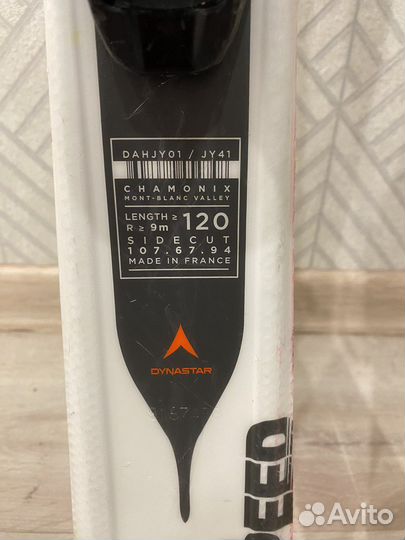 DAHJY01 / JY41
CHAMONIX
MONT-BLANC VALLEY
LENGTH ≥ 120
R ≥ 9m
SIDECUT
107.67.94
MADE IN FRANCE
DYNASTAR
Avito